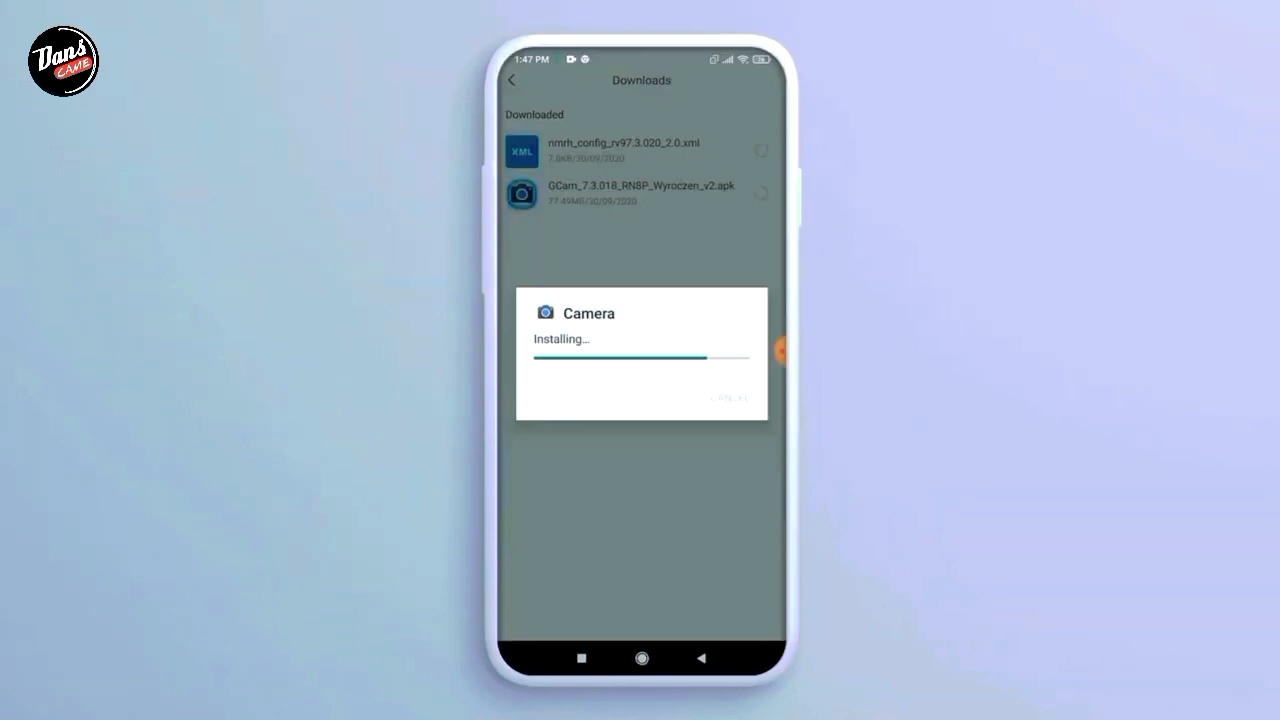 Dans
CAME
1:47 PM
Downloads
Downloaded
XML
nmrh_config_rv97.3.020_2.0.xml
7.0KB/30/09/2020
GCam_7.3.018_RN8P_Wyroczen_v2.apk
77.49MB/30/09/2020
Camera
Installing...
CANCEL